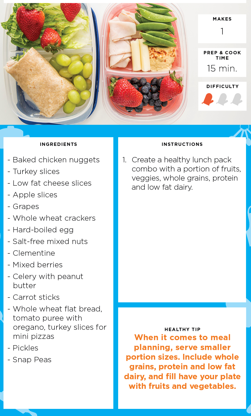 MAKES
1
PREP & COOK
TIME
15 min.
DIFFICULTY
INGREDIENTS
- Baked chicken nuggets
- Turkey slices
- Low fat cheese slices
- Apple slices
- Grapes
- Whole wheat crackers
- Hard-boiled egg
- Salt-free mixed nuts
- Clementine
- Mixed berries
- Celery with peanut
butter
- Carrot sticks
- Whole wheat flat bread,
tomato puree with
oregano, turkey slices for
mini pizzas
- Pickles
- Snap Peas
INSTRUCTIONS
1. Create a healthy lunch pack
combo with a portion of fruits,
veggies, whole grains, protein
and low fat dairy.
HEALTHY TIP
When it comes to meal
planning, serve smaller
portion sizes. Include whole
grains, protein and low fat
dairy, and fill have your plate
with fruits and vegetables.